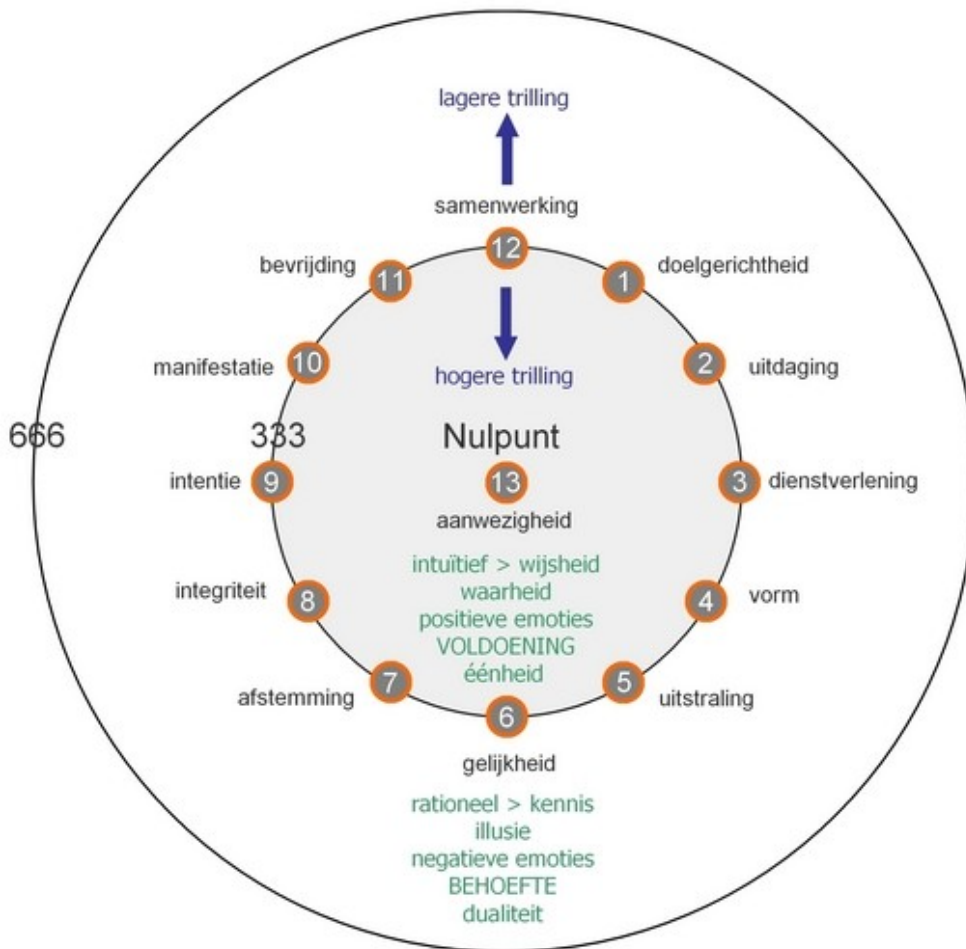 lagere trilling
samenwerking
12
bevrijding
11
1
doelgerichtheid
manifestatie
10
hogere trilling
2
uitdaging
666
333
Nulpunt
intentie
9
13
3
dienstverlening
aanwezigheid
intuïtief > wijsheid
waarheid
positieve emoties
VOLDOENING
éénheid
integriteit
8
4
vorm
afstemming
7
5
uitstraling
6
gelijkheid
rationeel > kennis
illusie
negatieve emoties
BEHOEFTE
dualiteit